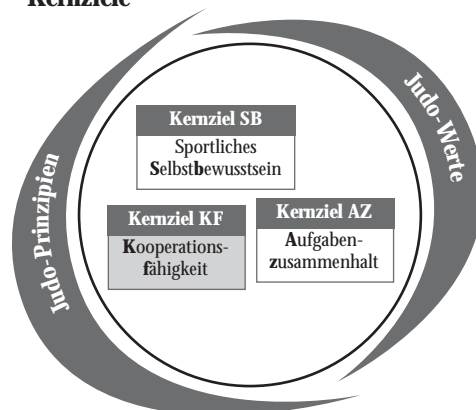 Kernziele
Judo-Werte
Kernziel SB
Sportliches
Selbstbewusstsein
Judo-Prinzipien
Kernziel KF
Kooperations-
fähigkeit
Kernziel AZ
Aufgaben-
zusammenhalt